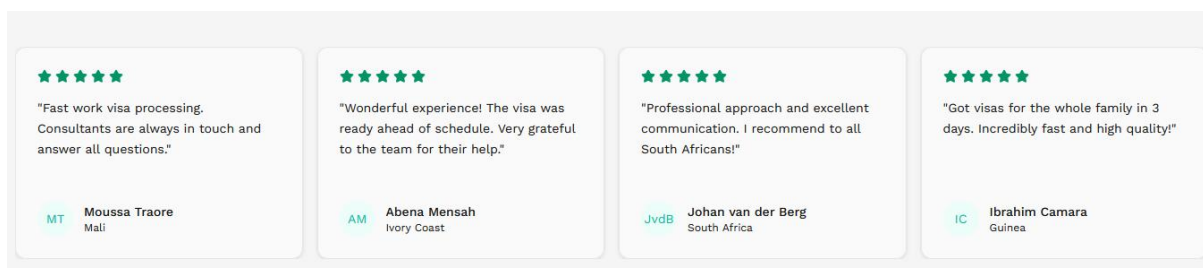 "Fast work visa processing.
Consultants are always in touch and
answer all questions."
MT
Moussa Traore
Mali
"Wonderful experience! The visa was
ready ahead of schedule. Very grateful
to the team for their help."
AM
Abena Mensah
Ivory Coast
"Professional approach and excellent
communication. I recommend to all
South Africans!"
JvdB
Johan van der Berg
South Africa
"Got visas for the whole family in 3
days. Incredibly fast and high quality!"
IC
Ibrahim Camara
Guinea